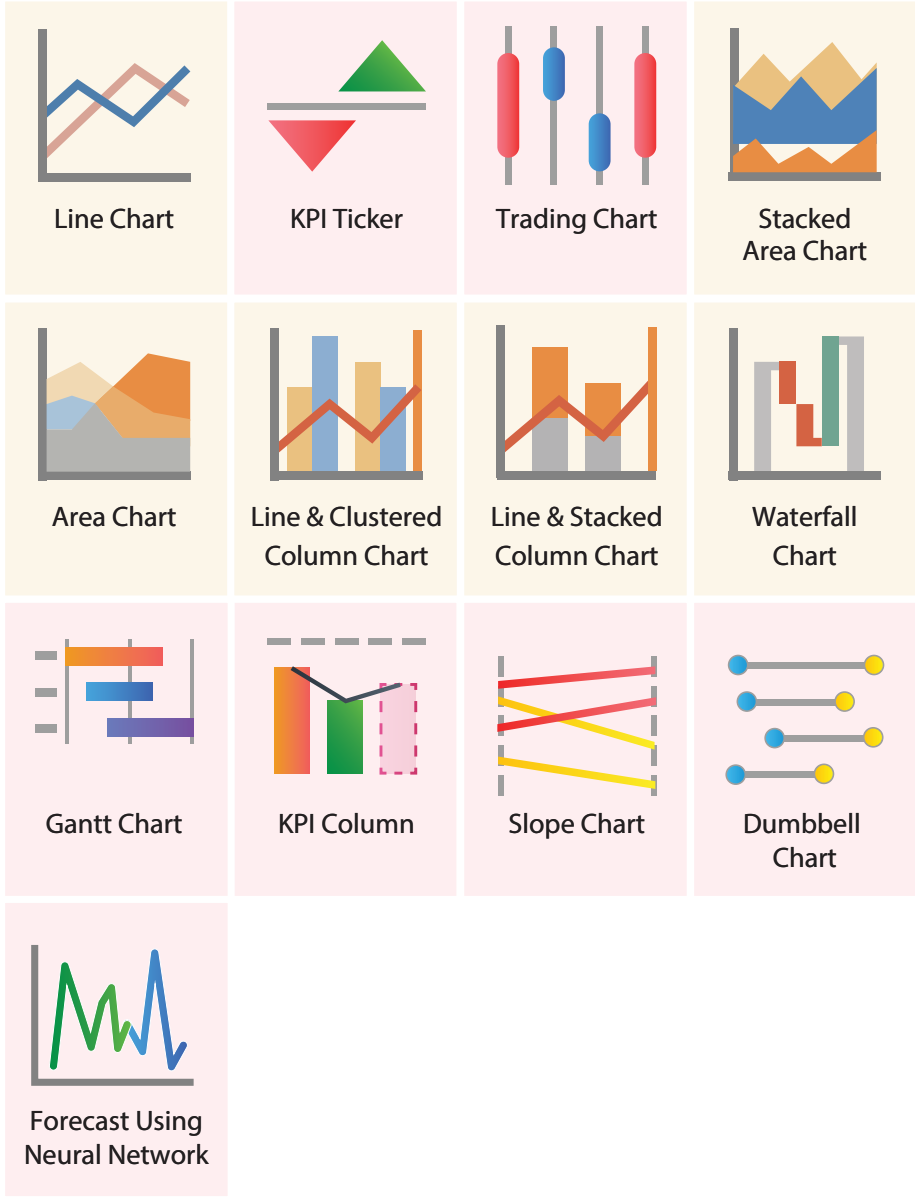 Line Chart
KPI Ticker
Trading Chart
Stacked
Area Chart
Area Chart
Line & Clustered
Column Chart
Line & Stacked
Column Chart
Waterfall
Chart
Gantt Chart
KPI Column
Slope Chart
Dumbbell
Chart
Forecast Using
Neural Network